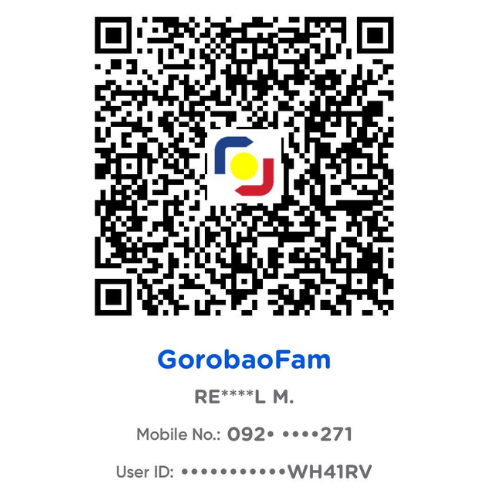 GorobaoFam
RE****L M.
Mobile No.: 092• ••••271
User ID: •••••••••••WH41RV